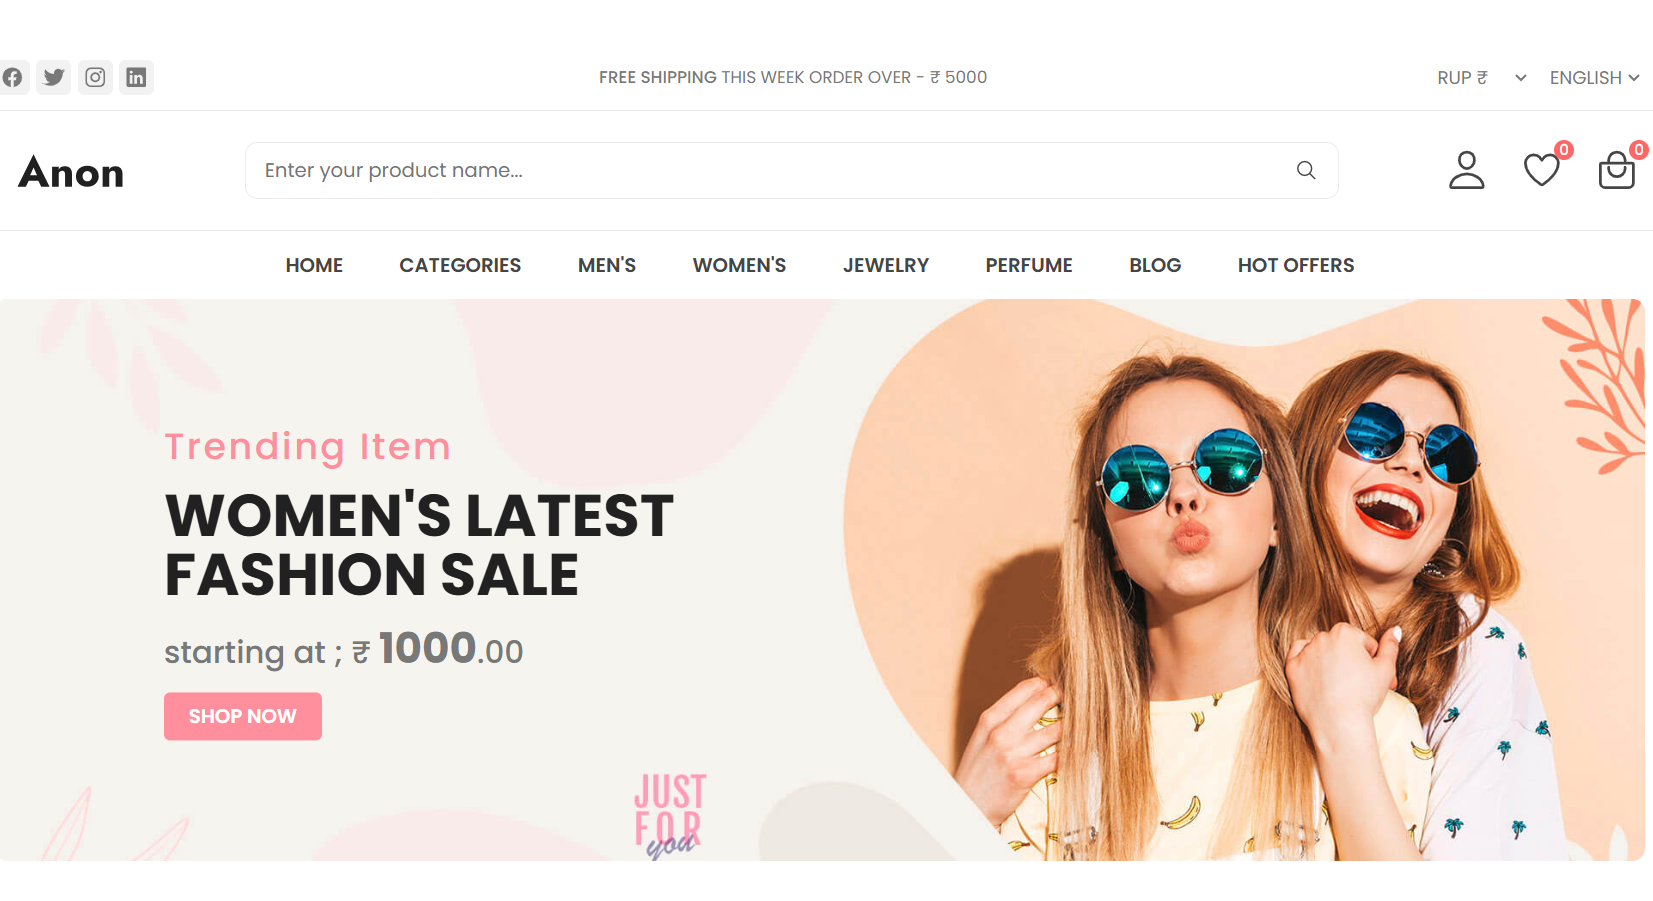 FREE SHIPPING THIS WEEK ORDER OVER - ₹ 5000
RUP ₹
ENGLISH
Anon
Enter your product name...
0
0
HOME
CATEGORIES
MEN'S
WOMEN'S
JEWELRY
PERFUME
BLOG
HOT OFFERS
Trending Item
WOMEN'S LATEST
FASHION SALE
starting at ; ₹ 1000.00
SHOP NOW
JUST
FOR
you